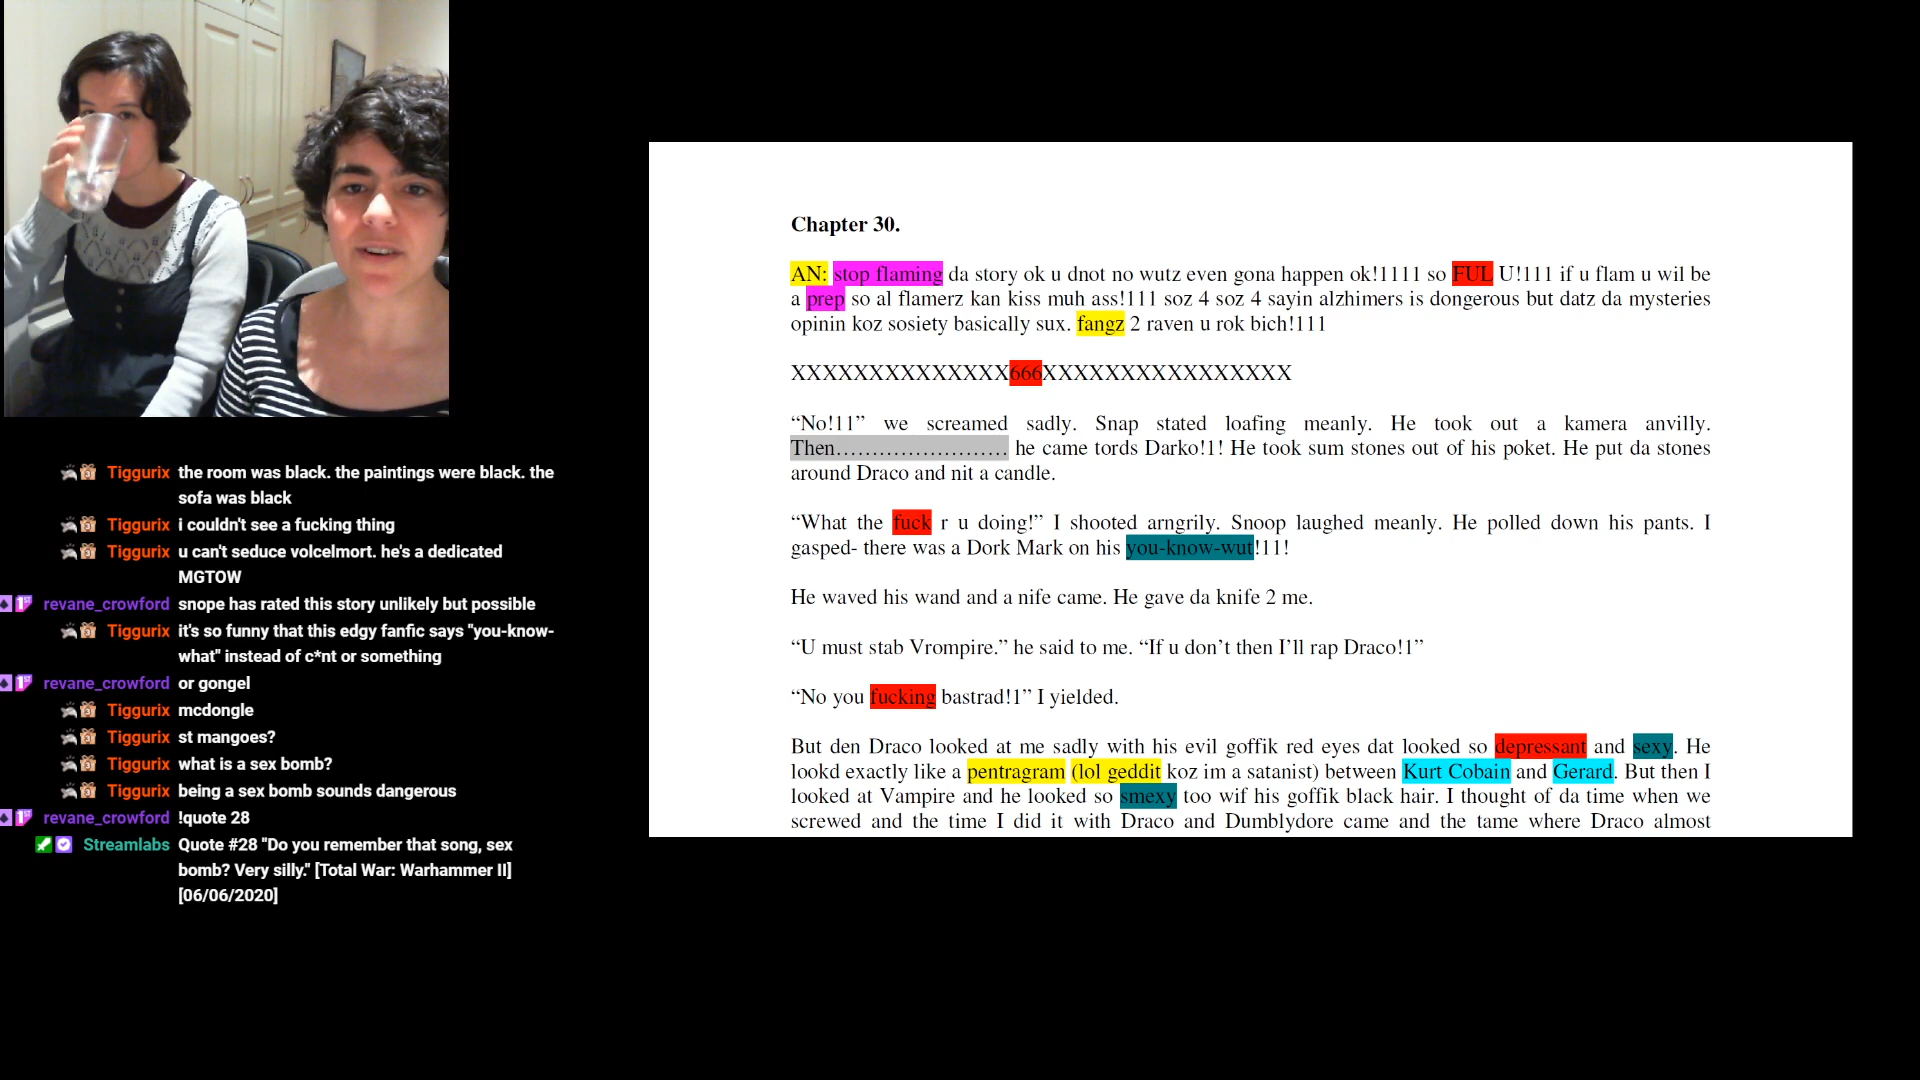 Tiggurix the room was black. the paintings were black. the
sofa was black
Tiggurix i couldn't see a fucking thing
Tiggurix u can't seduce volcelmort. he's a dedicated
MGTOW
revane_crowford snope has rated this story unlikely but possible
Tiggurix it's so funny that this edgy fanfic says "you-know-
what" instead of c*nt or something
revane_crowford or gongel
Tiggurix mcdongle
Tiggurix st mangoes?
Tiggurix what is a sex bomb?
Tiggurix being a sex bomb sounds dangerous
revane_crowford !quote 28
Streamlabs Quote #28 "Do you remember that song, sex
bomb? Very silly." [Total War: Warhammer II]
[06/06/2020]
Chapter 30.
AN: stop flaming da story ok u dnot no wutz even gona happen ok!1111 so FUL U!111 if u flam u wil be
a prep so al flamerz kan kiss muh ass!111 soz 4 soz 4 sayin alzhimers is dongerous but datz da mysteries
opinin koz sosiety basically sux. fangz 2 raven u rok bich!111
XXXXXXXXXXXXXX666XXXXXXXXXXXXXXXX
“No!11” we screamed sadly. Snap stated loafing meanly. He took out a kamera anvilly.
Then…………………… he came tords Darko!1! He took sum stones out of his poket. He put da stones
around Draco and nit a candle.
“What the fuck r u doing!” I shooted arngrily. Snoop laughed meanly. He polled down his pants. I
gasped- there was a Dork Mark on his you-know-wut!11!
He waved his wand and a nife came. He gave da knife 2 me.
“U must stab Vrompire.” he said to me. “If u don’t then I’ll rap Draco!1”
“No you fucking bastrad!1” I yielded.
But den Draco looked at me sadly with his evil goffik red eyes dat looked so depressant and sexy. He
lookd exactly like a pentragram (lol geddit koz im a satanist) between Kurt Cobain and Gerard. But then I
looked at Vampire and he looked so smexy too wif his goffik black hair. I thought of da time when we
screwed and the time I did it with Draco and Dumblydore came and the tame where Draco almost